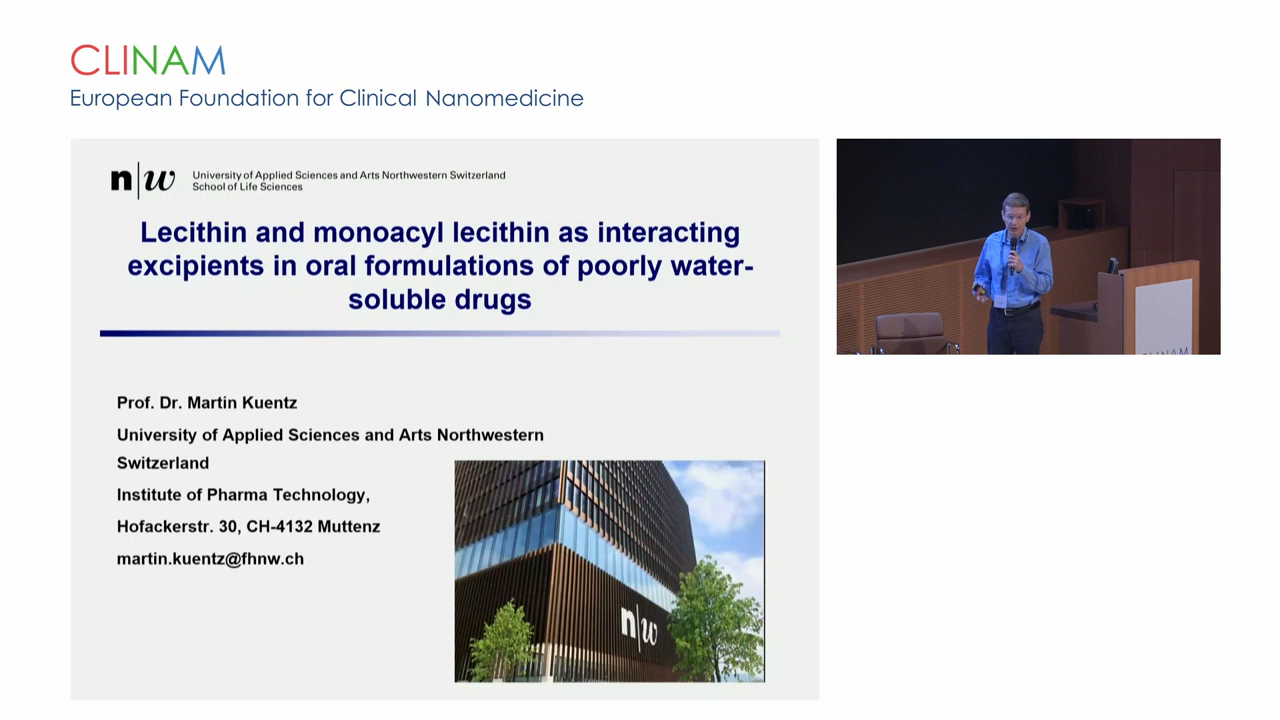 CLINAM
European Foundation for Clinical Nanomedicine
n|w University of Applied Sciences and Arts Northwestern Switzerland
School of Life Sciences
Lecithin and monoacyl lecithin as interacting
excipients in oral formulations of poorly water-
soluble drugs
Prof. Dr. Martin Kuentz
University of Applied Sciences and Arts Northwestern
Switzerland
Institute of Pharma Technology,
Hofackerstr. 30, CH-4132 Muttenz
martin.kuentz@fhnw.ch
n|w
CLINAM